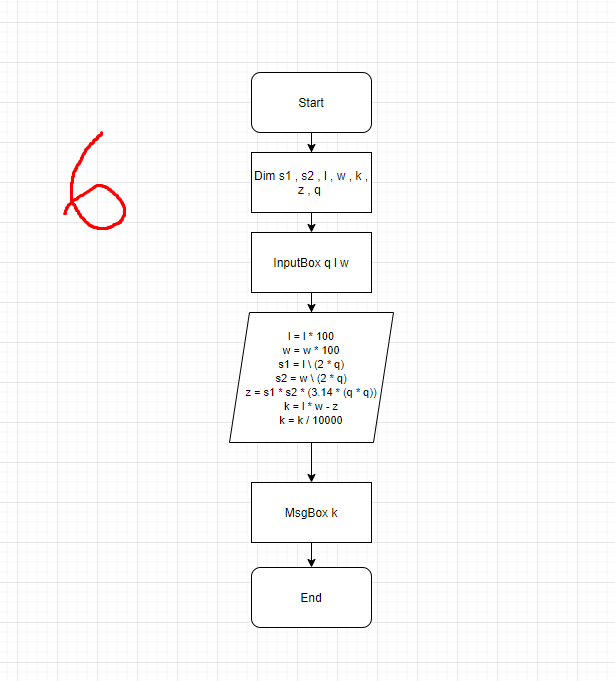 6
Start
Dim s1 , s2 , l , w , k ,
z , q
InputBox q l w
l = l * 100
w = w * 100
s1 = l \ (2 * q)
s2 = w \ (2 * q)
z = s1 * s2 * (3.14 * (q * q))
k = l * w - z
k = k / 10000
MsgBox k
End